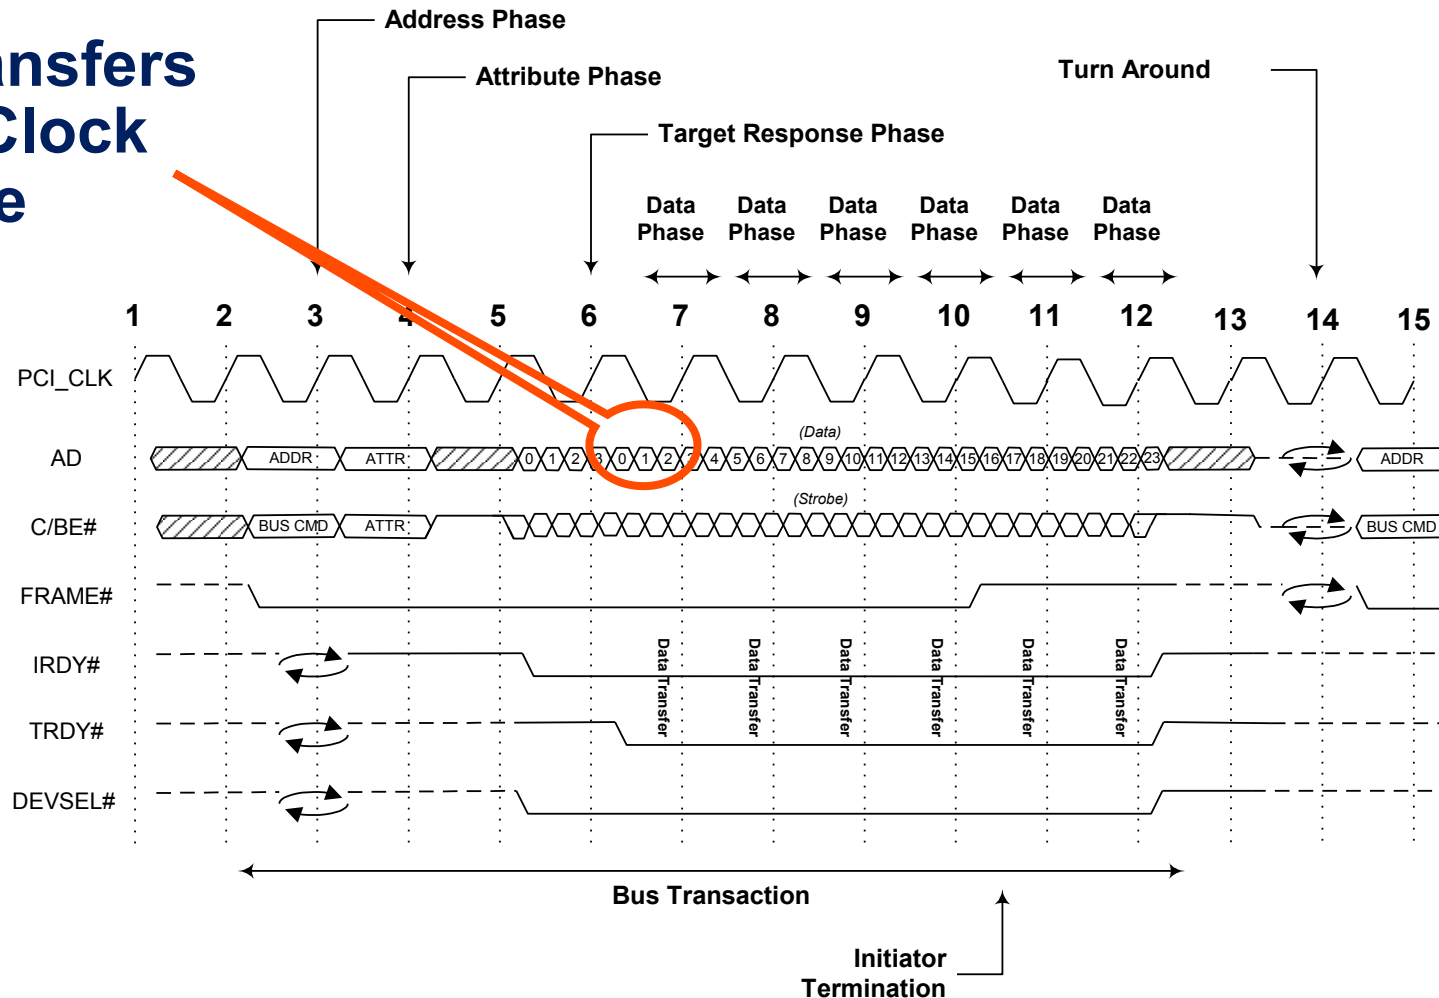 ansfers
Clock
e
Address Phase
Attribute Phase
Target Response Phase
Turn Around
Data Phase
Data Phase
Data Phase
Data Phase
Data Phase
Data Phase
1 2 3 4 5 6 7 8 9 10 11 12 13 14 15
PCI_CLK
(Data)
AD ADDR ATTR 0 1 2 3 0 1 2 4 5 6 7 8 9 10 11 12 13 14 15 16 17 18 19 20 21 22 23 ADDR
(Strobe)
C/BE# BUS CMD ATTR BUS CMD
FRAME#
IRDY#
Data Transfer
Data Transfer
Data Transfer
Data Transfer
Data Transfer
Data Transfer
TRDY#
DEVSEL#
Bus Transaction
Initiator
Termination